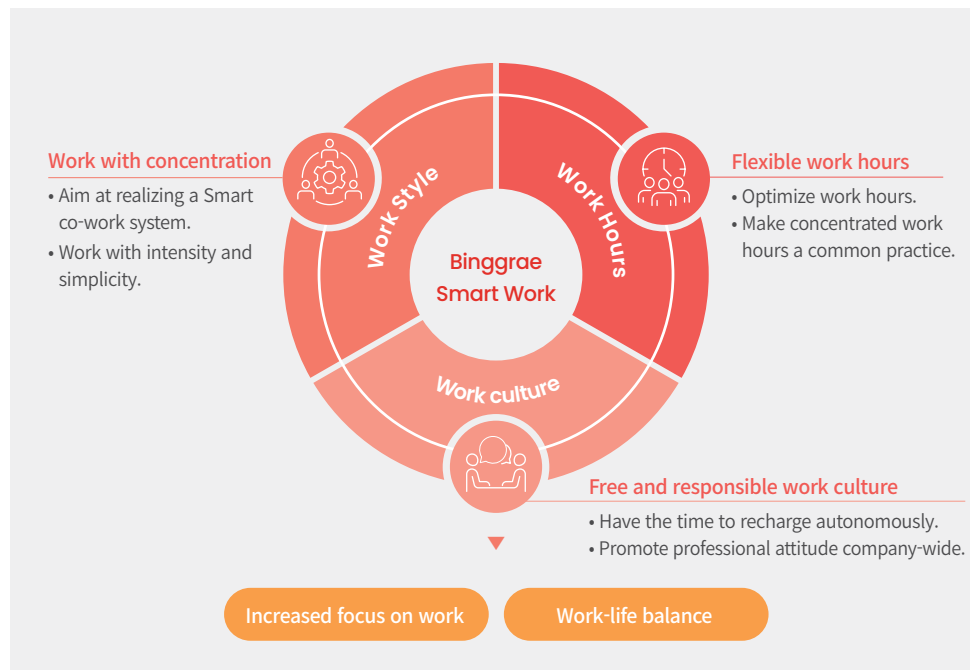 Work with concentration
• Aim at realizing a Smart
co-work system.
• Work with intensity and
simplicity.
Work Style
Work Hours
Flexible work hours
• Optimize work hours.
• Make concentrated work
hours a common practice.
Binggrae
Smart Work
Work culture
Free and responsible work culture
• Have the time to recharge autonomously.
• Promote professional attitude company-wide.
Increased focus on work
Work-life balance